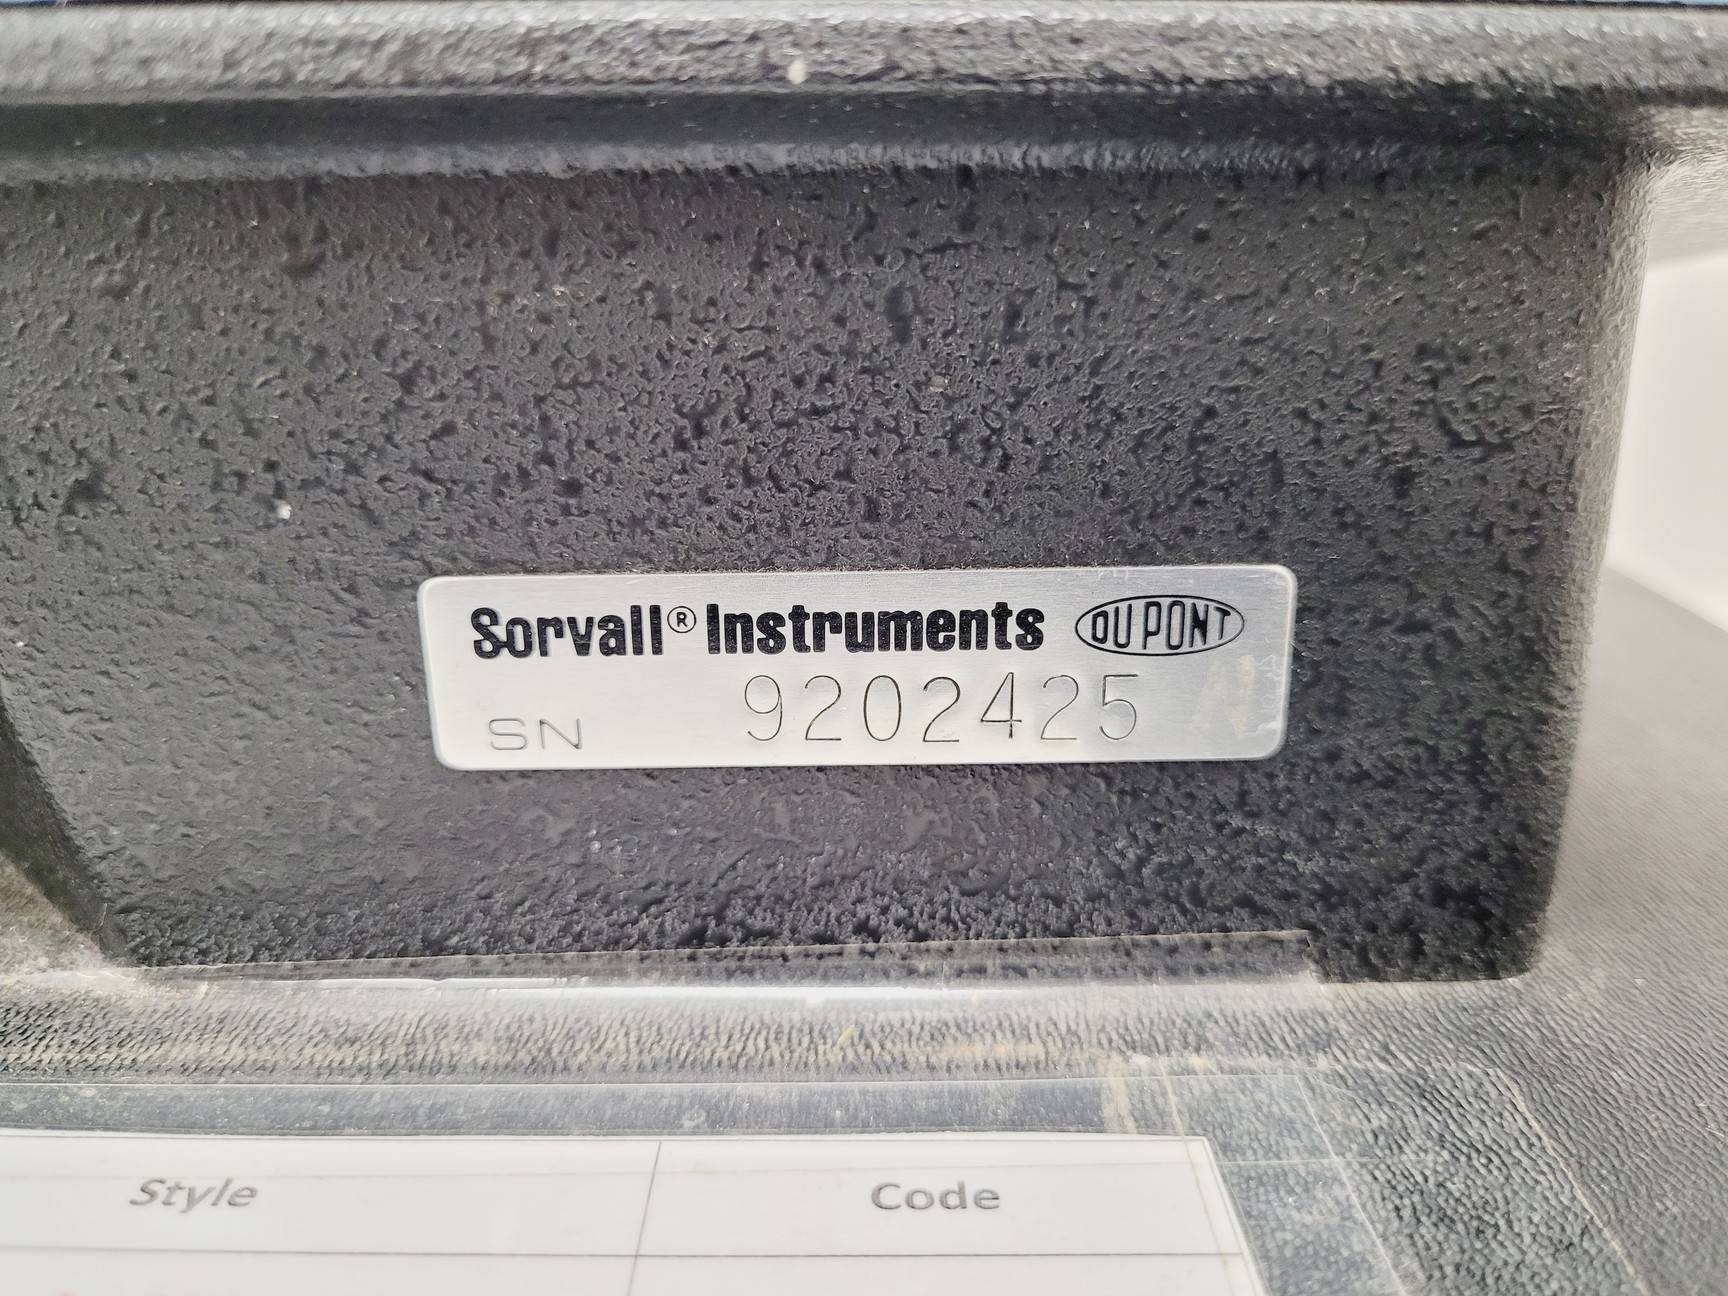 Sorvall® Instruments DU PONT
SN 9202425
Style Code